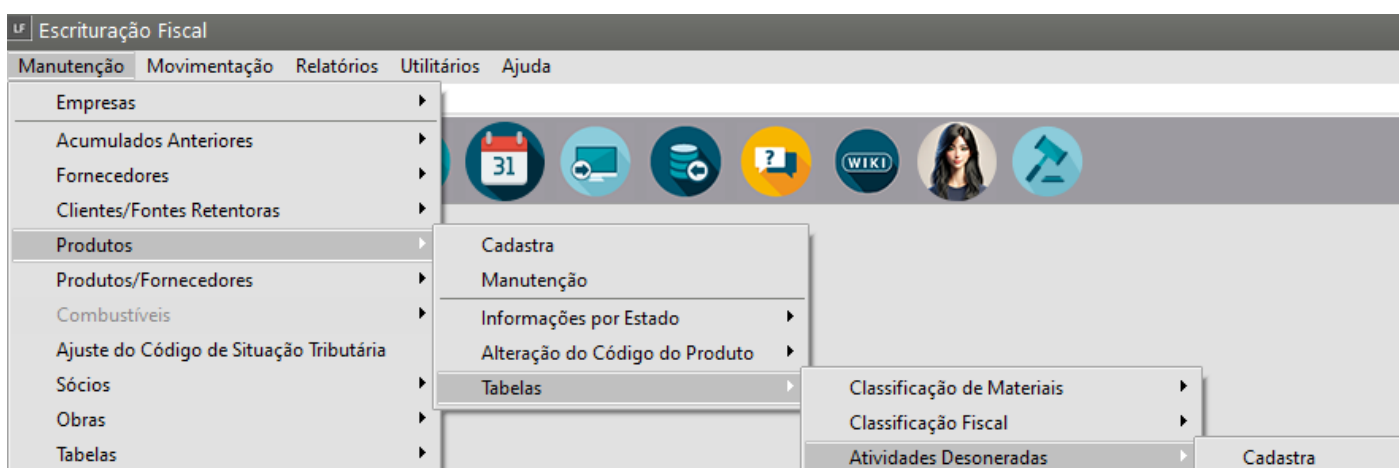 LF Escrituração Fiscal
Manutenção Movimentação Relatórios Utilitários Ajuda
Empresas
Acumulados Anteriores
Fornecedores
Clientes/Fontes Retentoras
Produtos
Produtos/Fornecedores
Combustíveis
Ajuste do Código de Situação Tributária
Sócios
Obras
Tabelas
31
?
WIKI
Cadastra
Manutenção
Informações por Estado
Alteração do Código do Produto
Tabelas
Classificação de Materiais
Classificação Fiscal
Atividades Desoneradas
Cadastra